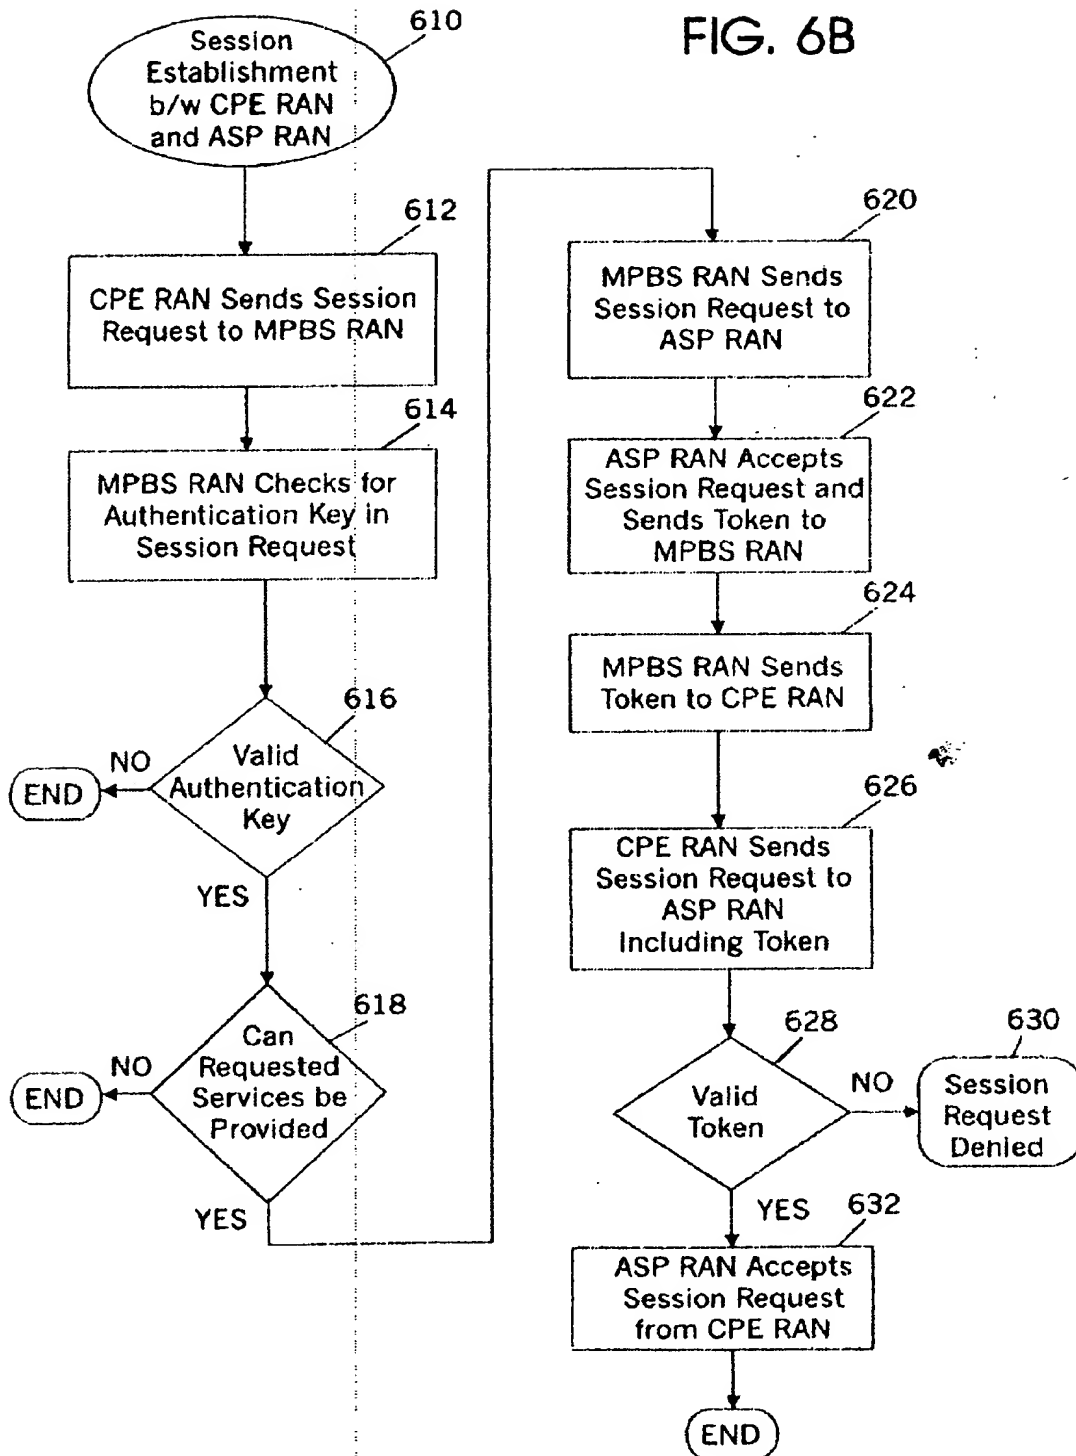 FIG. 6B
610
Session
Establishment
b/w CPE RAN
and ASP RAN
612
CPE RAN Sends Session
Request to MPBS RAN
614
MPBS RAN Checks for
Authentication Key in
Session Request
616
Valid
Authentication
Key
NO
END
YES
618
Can
Requested
Services be
Provided
NO
END
YES
620
MPBS RAN Sends
Session Request to
ASP RAN
622
ASP RAN Accepts
Session Request and
Sends Token to
MPBS RAN
624
MPBS RAN Sends
Token to CPE RAN
626
CPE RAN Sends
Session Request to
ASP RAN
Including Token
628
Valid
Token
NO
630
Session
Request
Denied
YES
632
ASP RAN Accepts
Session Request
from CPE RAN
END